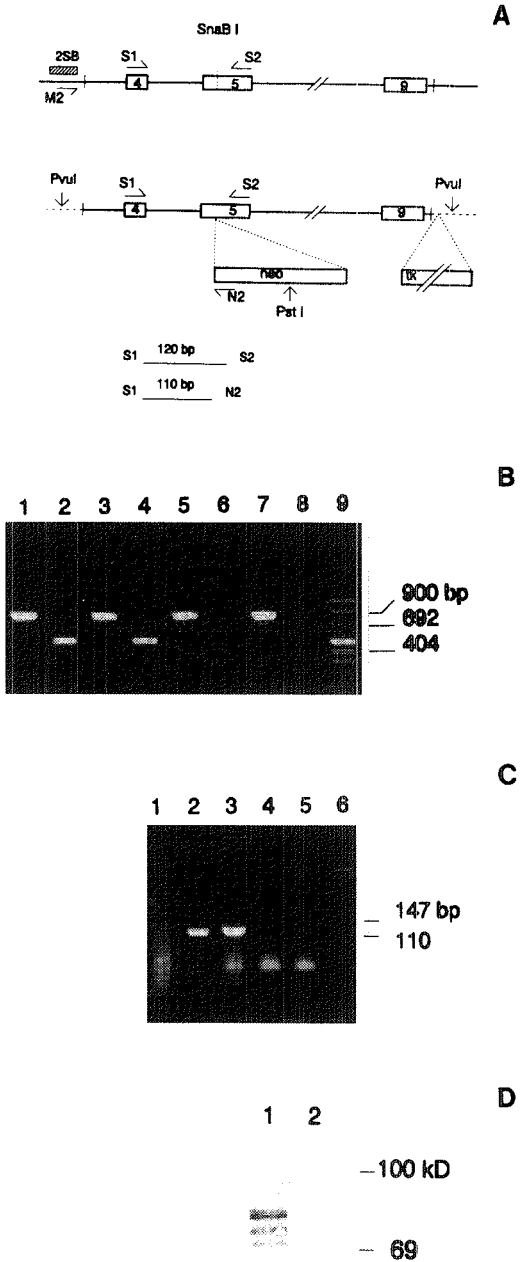 A
SnaB I
2SB S1 S2
4 5 9
M2
PvuI S1 S2 PvuI
4 5 9
neo tk
N2
Pst I
S1 120 bp S2
S1 110 bp N2
B
1 2 3 4 5 6 7 8 9
900 bp
692
404
C
1 2 3 4 5 6
147 bp
110
D
1 2
100 kD
69